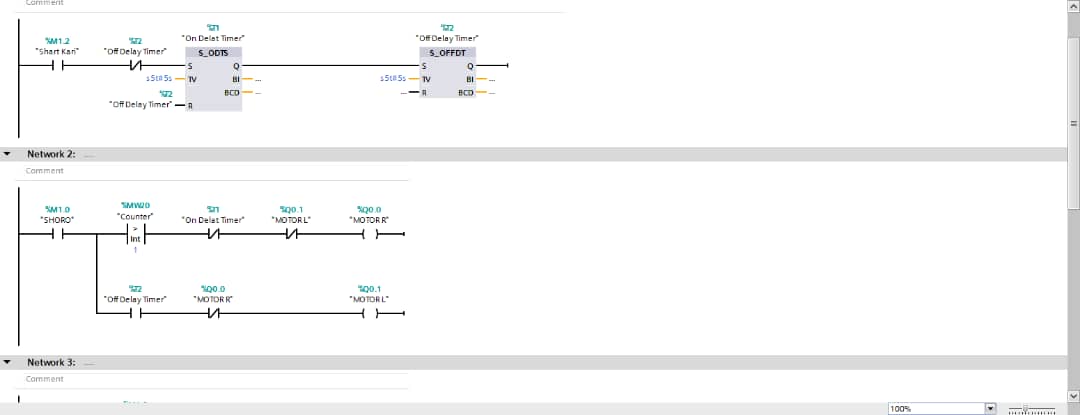 Comment
%T1
%T2
"On Delat Timer"
"Off Delay Timer"
%M1.2
%T2
"Shart Kari"
"Off Delay Timer"
S_ODTS
S_OFFDT
S Q
S Q
s5t#5s TV BI ...
s5t#5s TV BI ...
%T2
BCD ...
... R BCD ...
"Off Delay Timer" R
Network 2: .....
Comment
%M1.0
"SHORO"
%MW20
"Counter"
%T1
"On Delat Timer"
%Q0.1
"MOTOR L"
%Q0.0
"MOTOR R"
>
Int
1
%T2
"Off Delay Timer"
%Q0.0
"MOTOR R"
%Q0.1
"MOTOR L"
Network 3: .....
Comment
100%